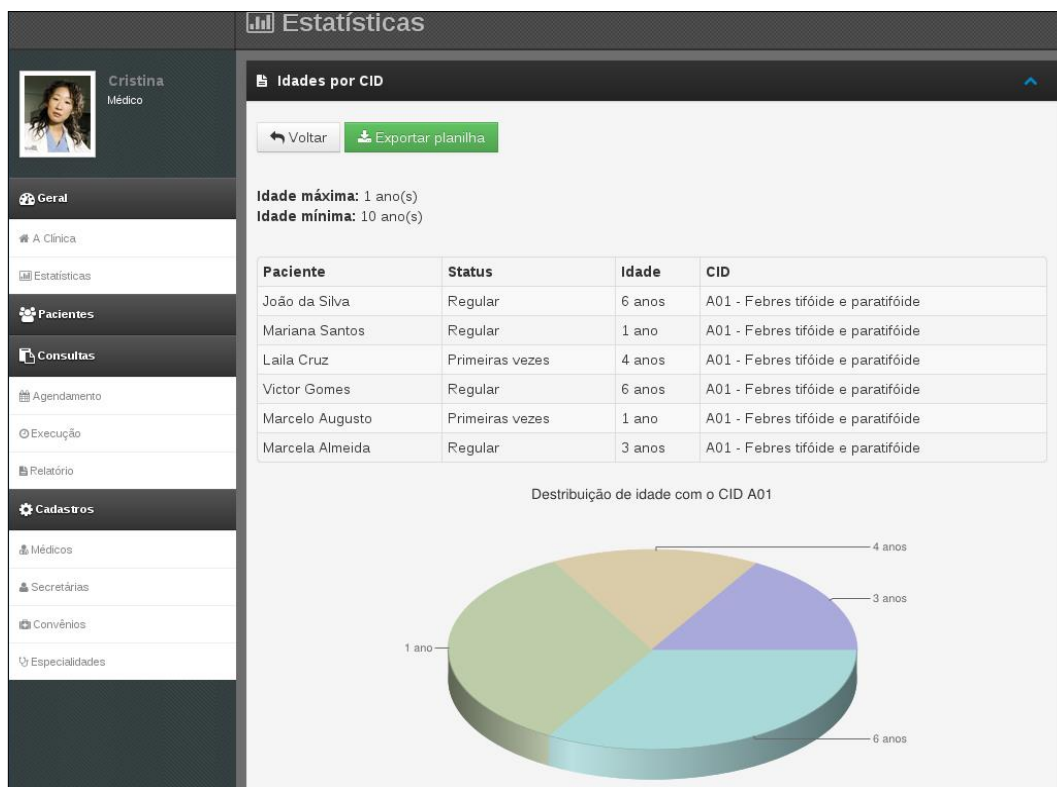 Estatísticas
Cristina
Médico
Geral
A Clínica
Estatísticas
Pacientes
Consultas
Agendamento
Execução
Relatório
Cadastros
Médicos
Secretárias
Convênios
Especialidades
Idades por CID
Voltar
Exportar planilha
Idade máxima: 1 ano(s)
Idade mínima: 10 ano(s)
Paciente Status Idade CID
João da Silva Regular 6 anos A01 - Febres tifóide e paratifóide
Mariana Santos Regular 1 ano A01 - Febres tifóide e paratifóide
Laila Cruz Primeiras vezes 4 anos A01 - Febres tifóide e paratifóide
Victor Gomes Regular 6 anos A01 - Febres tifóide e paratifóide
Marcelo Augusto Primeiras vezes 1 ano A01 - Febres tifóide e paratifóide
Marcela Almeida Regular 3 anos A01 - Febres tifóide e paratifóide
Destribuição de idade com o CID A01
4 anos
3 anos
1 ano
6 anos